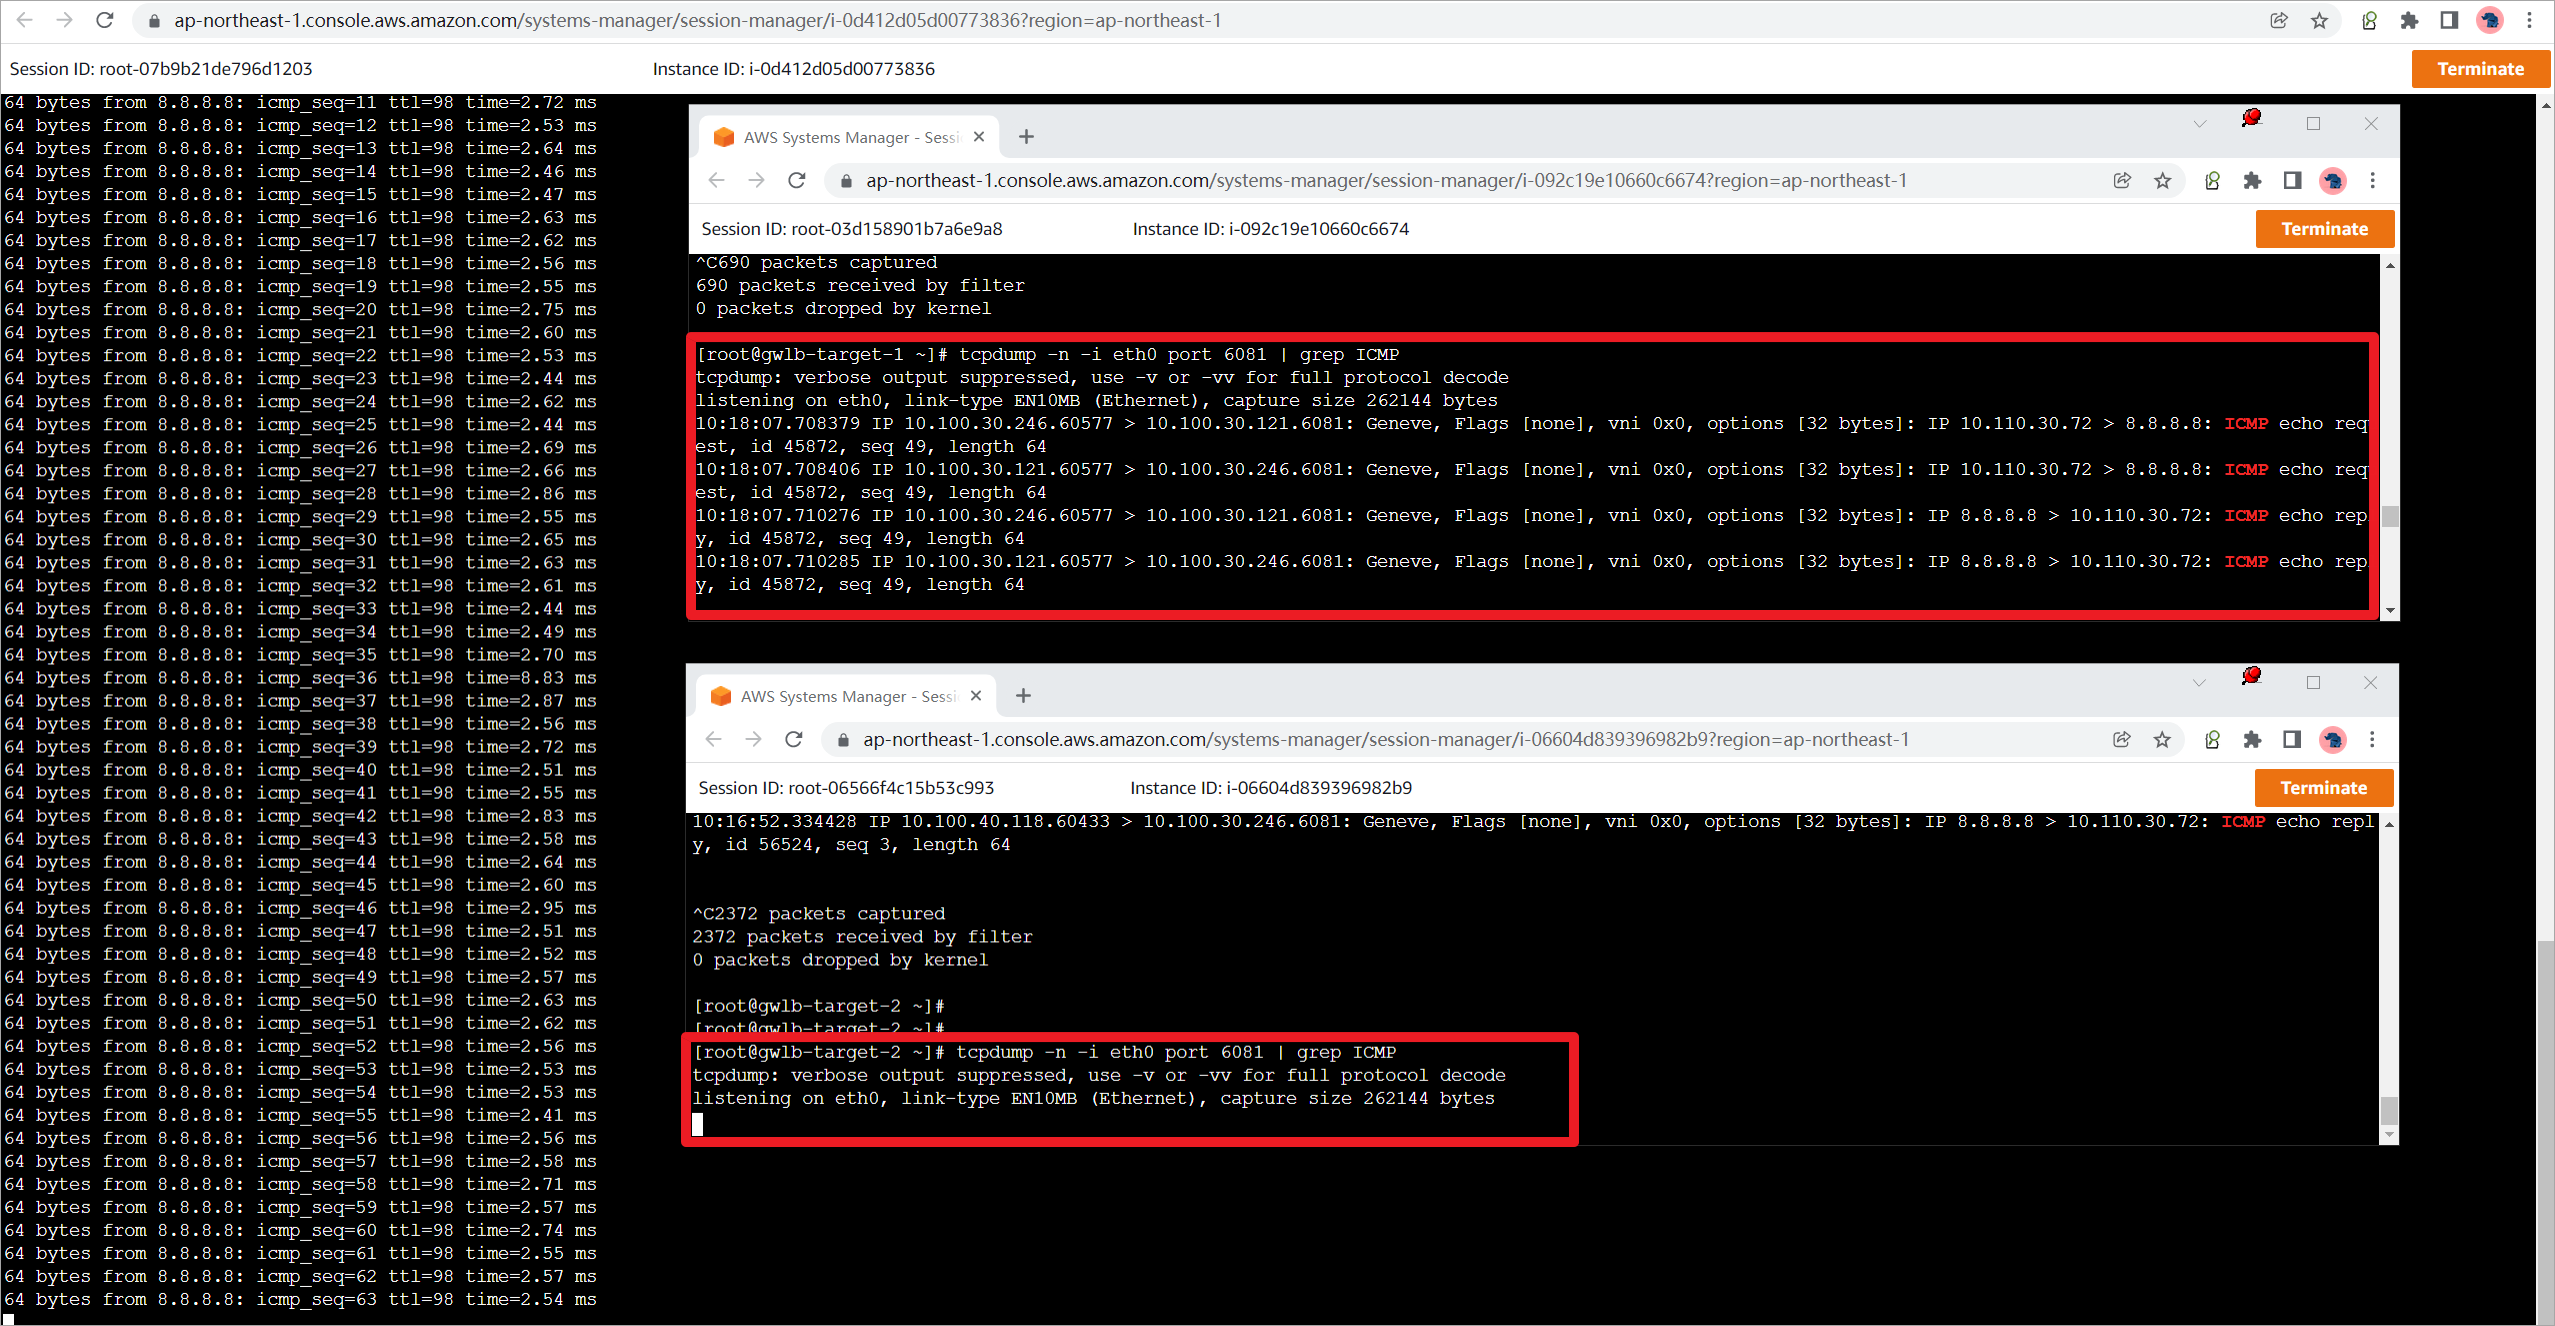 ap-northeast-1.console.aws.amazon.com/systems-manager/session-manager/i-0d412d05d00773836?region=ap-northeast-1
Session ID: root-07b9b21de796d1203
Instance ID: i-0d412d05d00773836
Terminate
64 bytes from 8.8.8.8: icmp_seq=11 ttl=98 time=2.72 ms
64 bytes from 8.8.8.8: icmp_seq=12 ttl=98 time=2.53 ms
64 bytes from 8.8.8.8: icmp_seq=13 ttl=98 time=2.64 ms
64 bytes from 8.8.8.8: icmp_seq=14 ttl=98 time=2.46 ms
64 bytes from 8.8.8.8: icmp_seq=15 ttl=98 time=2.47 ms
64 bytes from 8.8.8.8: icmp_seq=16 ttl=98 time=2.63 ms
64 bytes from 8.8.8.8: icmp_seq=17 ttl=98 time=2.62 ms
64 bytes from 8.8.8.8: icmp_seq=18 ttl=98 time=2.56 ms
64 bytes from 8.8.8.8: icmp_seq=19 ttl=98 time=2.55 ms
64 bytes from 8.8.8.8: icmp_seq=20 ttl=98 time=2.75 ms
64 bytes from 8.8.8.8: icmp_seq=21 ttl=98 time=2.60 ms
64 bytes from 8.8.8.8: icmp_seq=22 ttl=98 time=2.53 ms
64 bytes from 8.8.8.8: icmp_seq=23 ttl=98 time=2.44 ms
64 bytes from 8.8.8.8: icmp_seq=24 ttl=98 time=2.62 ms
64 bytes from 8.8.8.8: icmp_seq=25 ttl=98 time=2.44 ms
64 bytes from 8.8.8.8: icmp_seq=26 ttl=98 time=2.69 ms
64 bytes from 8.8.8.8: icmp_seq=27 ttl=98 time=2.66 ms
64 bytes from 8.8.8.8: icmp_seq=28 ttl=98 time=2.86 ms
64 bytes from 8.8.8.8: icmp_seq=29 ttl=98 time=2.55 ms
64 bytes from 8.8.8.8: icmp_seq=30 ttl=98 time=2.65 ms
64 bytes from 8.8.8.8: icmp_seq=31 ttl=98 time=2.63 ms
64 bytes from 8.8.8.8: icmp_seq=32 ttl=98 time=2.61 ms
64 bytes from 8.8.8.8: icmp_seq=33 ttl=98 time=2.44 ms
64 bytes from 8.8.8.8: icmp_seq=34 ttl=98 time=2.49 ms
64 bytes from 8.8.8.8: icmp_seq=35 ttl=98 time=2.70 ms
64 bytes from 8.8.8.8: icmp_seq=36 ttl=98 time=8.83 ms
64 bytes from 8.8.8.8: icmp_seq=37 ttl=98 time=2.87 ms
64 bytes from 8.8.8.8: icmp_seq=38 ttl=98 time=2.56 ms
64 bytes from 8.8.8.8: icmp_seq=39 ttl=98 time=2.72 ms
64 bytes from 8.8.8.8: icmp_seq=40 ttl=98 time=2.51 ms
64 bytes from 8.8.8.8: icmp_seq=41 ttl=98 time=2.55 ms
64 bytes from 8.8.8.8: icmp_seq=42 ttl=98 time=2.83 ms
64 bytes from 8.8.8.8: icmp_seq=43 ttl=98 time=2.58 ms
64 bytes from 8.8.8.8: icmp_seq=44 ttl=98 time=2.64 ms
64 bytes from 8.8.8.8: icmp_seq=45 ttl=98 time=2.60 ms
64 bytes from 8.8.8.8: icmp_seq=46 ttl=98 time=2.95 ms
64 bytes from 8.8.8.8: icmp_seq=47 ttl=98 time=2.51 ms
64 bytes from 8.8.8.8: icmp_seq=48 ttl=98 time=2.52 ms
64 bytes from 8.8.8.8: icmp_seq=49 ttl=98 time=2.57 ms
64 bytes from 8.8.8.8: icmp_seq=50 ttl=98 time=2.63 ms
64 bytes from 8.8.8.8: icmp_seq=51 ttl=98 time=2.62 ms
64 bytes from 8.8.8.8: icmp_seq=52 ttl=98 time=2.56 ms
64 bytes from 8.8.8.8: icmp_seq=53 ttl=98 time=2.53 ms
64 bytes from 8.8.8.8: icmp_seq=54 ttl=98 time=2.53 ms
64 bytes from 8.8.8.8: icmp_seq=55 ttl=98 time=2.41 ms
64 bytes from 8.8.8.8: icmp_seq=56 ttl=98 time=2.56 ms
64 bytes from 8.8.8.8: icmp_seq=57 ttl=98 time=2.58 ms
64 bytes from 8.8.8.8: icmp_seq=58 ttl=98 time=2.71 ms
64 bytes from 8.8.8.8: icmp_seq=59 ttl=98 time=2.57 ms
64 bytes from 8.8.8.8: icmp_seq=60 ttl=98 time=2.74 ms
64 bytes from 8.8.8.8: icmp_seq=61 ttl=98 time=2.55 ms
64 bytes from 8.8.8.8: icmp_seq=62 ttl=98 time=2.57 ms
64 bytes from 8.8.8.8: icmp_seq=63 ttl=98 time=2.54 ms
AWS Systems Manager - Sessi
ap-northeast-1.console.aws.amazon.com/systems-manager/session-manager/i-092c19e10660c6674?region=ap-northeast-1
Session ID: root-03d158901b7a6e9a8
Instance ID: i-092c19e10660c6674
Terminate
^C690 packets captured
690 packets received by filter
0 packets dropped by kernel
[root@gwlb-target-1 ~]# tcpdump -n -i eth0 port 6081 | grep ICMP
tcpdump: verbose output suppressed, use -v or -vv for full protocol decode
listening on eth0, link-type EN10MB (Ethernet), capture size 262144 bytes
10:18:07.708379 IP 10.100.30.246.60577 > 10.100.30.121.6081: Geneve, Flags [none], vni 0x0, options [32 bytes]: IP 10.110.30.72 > 8.8.8.8: ICMP echo requ
est, id 45872, seq 49, length 64
10:18:07.708406 IP 10.100.30.121.60577 > 10.100.30.246.6081: Geneve, Flags [none], vni 0x0, options [32 bytes]: IP 10.110.30.72 > 8.8.8.8: ICMP echo requ
est, id 45872, seq 49, length 64
10:18:07.710276 IP 10.100.30.246.60577 > 10.100.30.121.6081: Geneve, Flags [none], vni 0x0, options [32 bytes]: IP 8.8.8.8 > 10.110.30.72: ICMP echo repl
y, id 45872, seq 49, length 64
10:18:07.710285 IP 10.100.30.121.60577 > 10.100.30.246.6081: Geneve, Flags [none], vni 0x0, options [32 bytes]: IP 8.8.8.8 > 10.110.30.72: ICMP echo repl
y, id 45872, seq 49, length 64
AWS Systems Manager - Sessi
ap-northeast-1.console.aws.amazon.com/systems-manager/session-manager/i-06604d839396982b9?region=ap-northeast-1
Session ID: root-06566f4c15b53c993
Instance ID: i-06604d839396982b9
Terminate
10:16:52.334428 IP 10.100.40.118.60433 > 10.100.30.246.6081: Geneve, Flags [none], vni 0x0, options [32 bytes]: IP 8.8.8.8 > 10.110.30.72: ICMP echo repl
y, id 56524, seq 3, length 64
^C2372 packets captured
2372 packets received by filter
0 packets dropped by kernel
[root@gwlb-target-2 ~]#
[root@gwlb-target-2 ~]#
[root@gwlb-target-2 ~]# tcpdump -n -i eth0 port 6081 | grep ICMP
tcpdump: verbose output suppressed, use -v or -vv for full protocol decode
listening on eth0, link-type EN10MB (Ethernet), capture size 262144 bytes